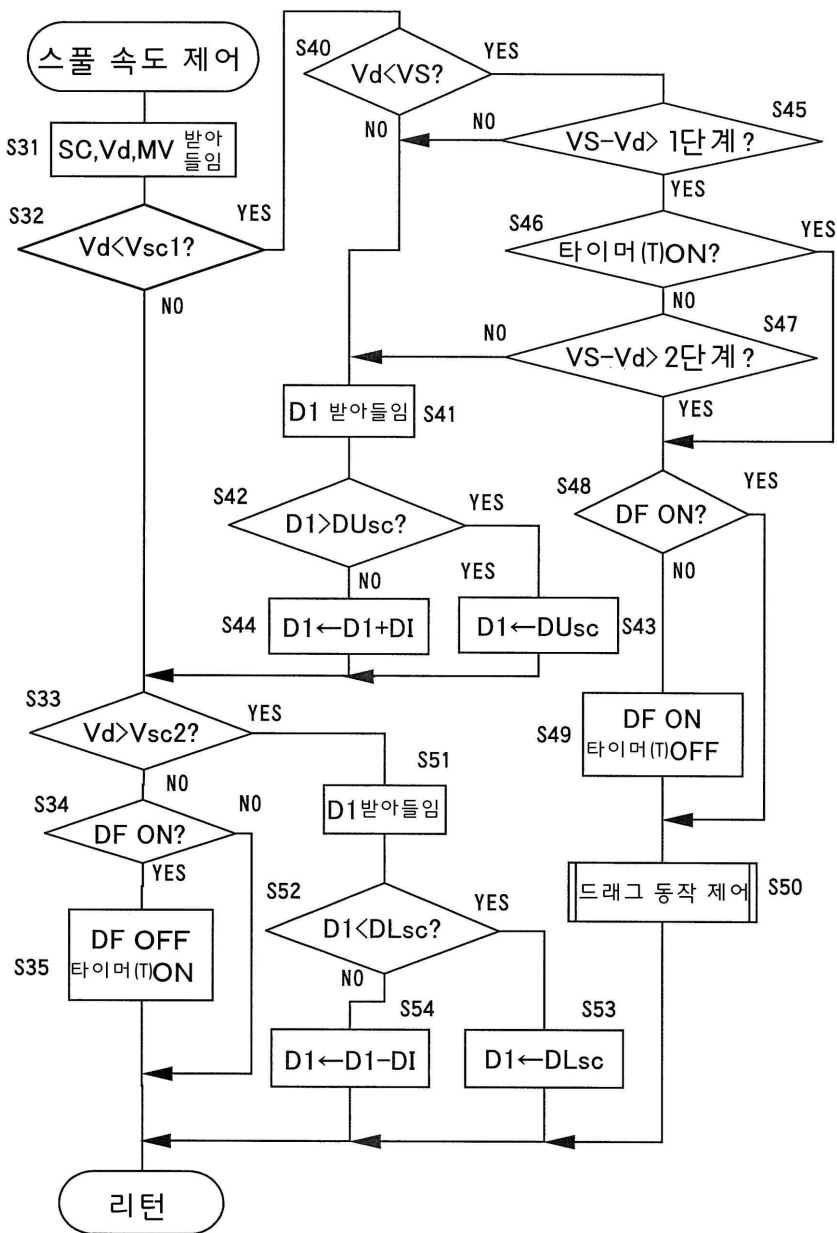 스풀 속도 제어
S31
SC,Vd,MV 받아
들임
S32
Vd<Vsc1?
YES
NO
S40
Vd<VS?
YES
NO
S45
VS-Vd> 1단계?
NO
YES
S46
타이머(T)ON?
YES
NO
S47
VS-Vd> 2단계?
NO
YES
D1 받아들임
S41
S42
D1>DUsc?
YES
NO
YES
S44
D1←D1+DI
D1←DUsc
S43
S48
DF ON?
YES
NO
S49
DF ON
타이머(T)OFF
드래그 동작 제어
S50
S33
Vd>Vsc2?
YES
NO
S34
DF ON?
NO
YES
S35
DF OFF
타이머(T)ON
S51
D1 받아들임
S52
D1<DLsc?
YES
NO
S54
D1←D1-DI
S53
D1←DLsc
리턴